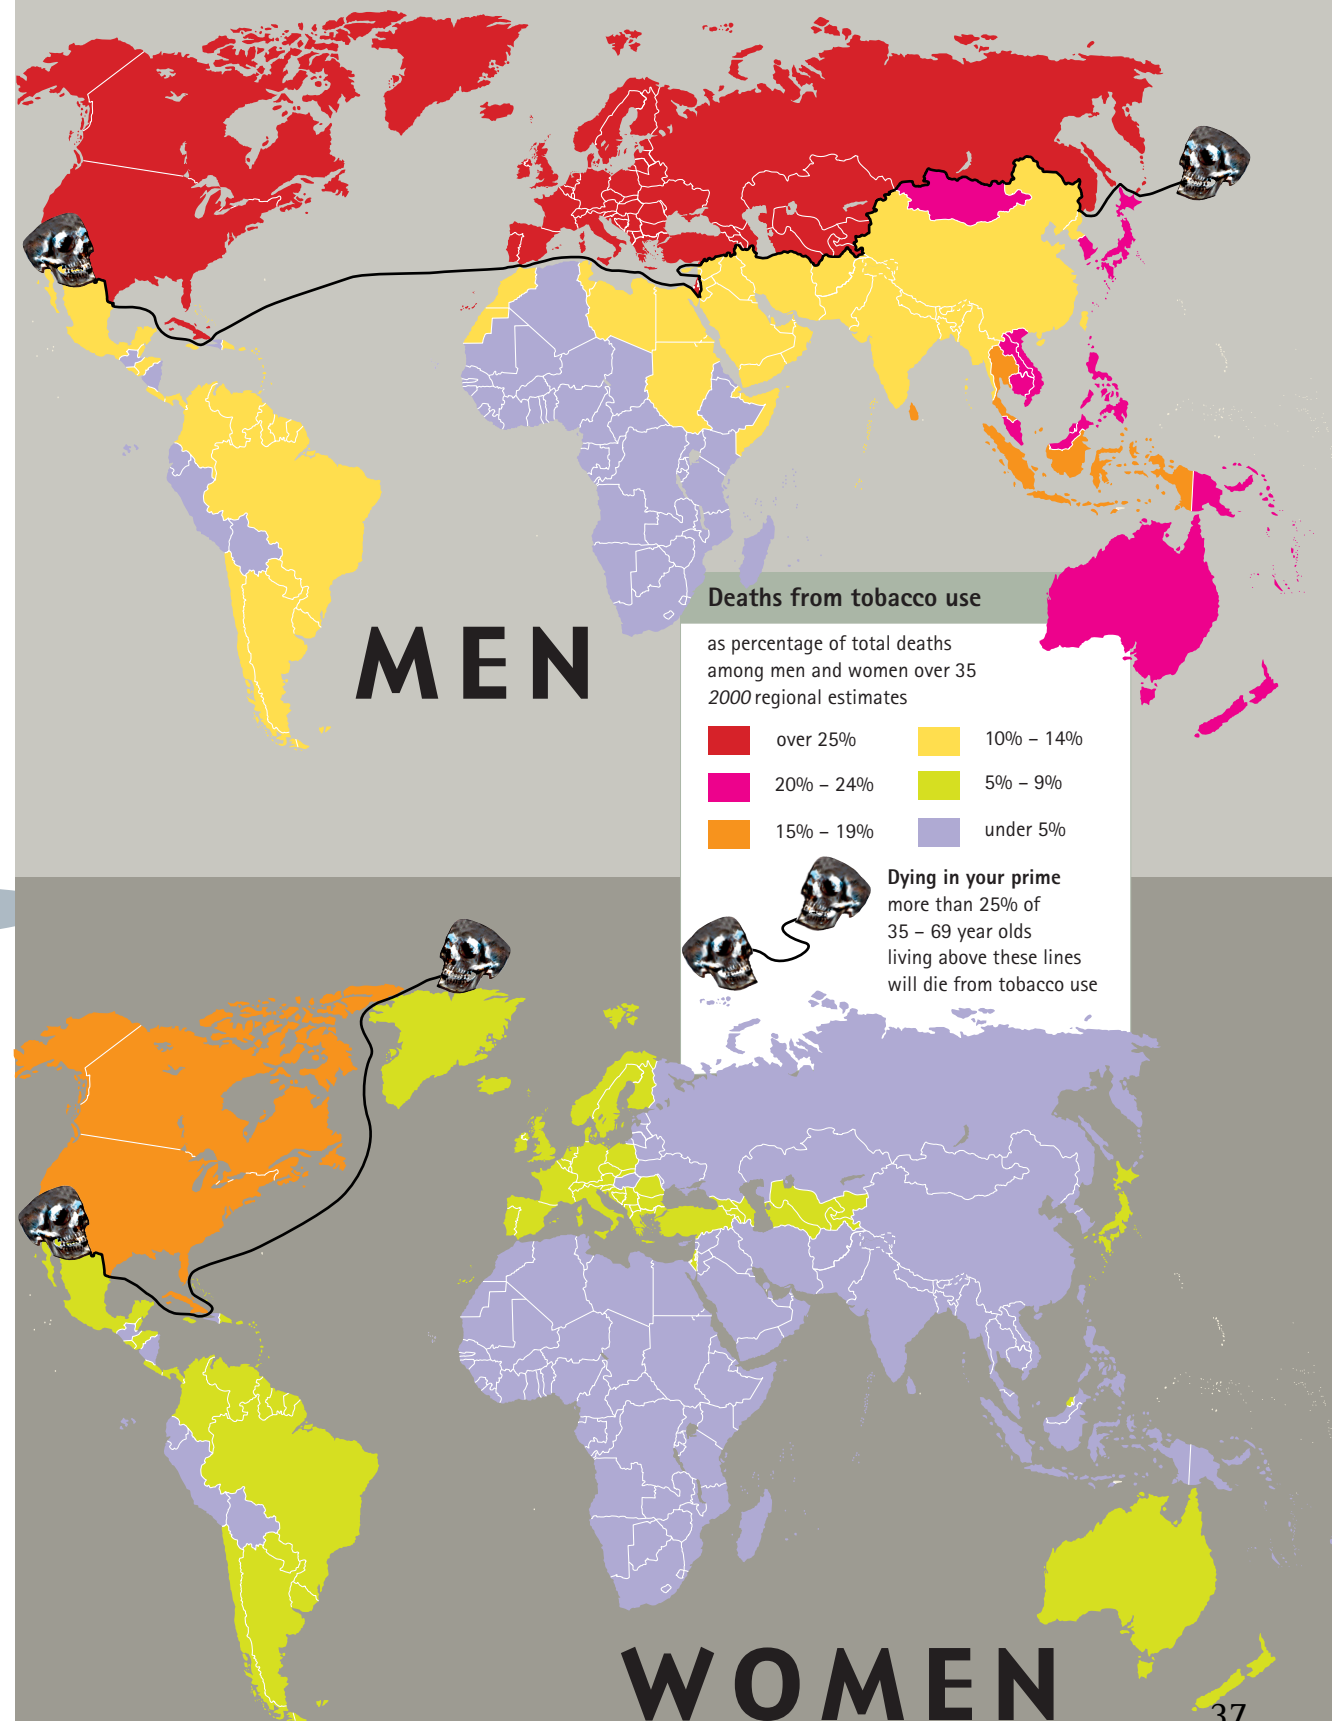 MEN
Deaths from tobacco use
as percentage of total deaths
among men and women over 35
2000 regional estimates
over 25%
20% – 24%
15% – 19%
10% – 14%
5% – 9%
under 5%
Dying in your prime
more than 25% of
35 – 69 year olds
living above these lines
will die from tobacco use
WOMEN
37